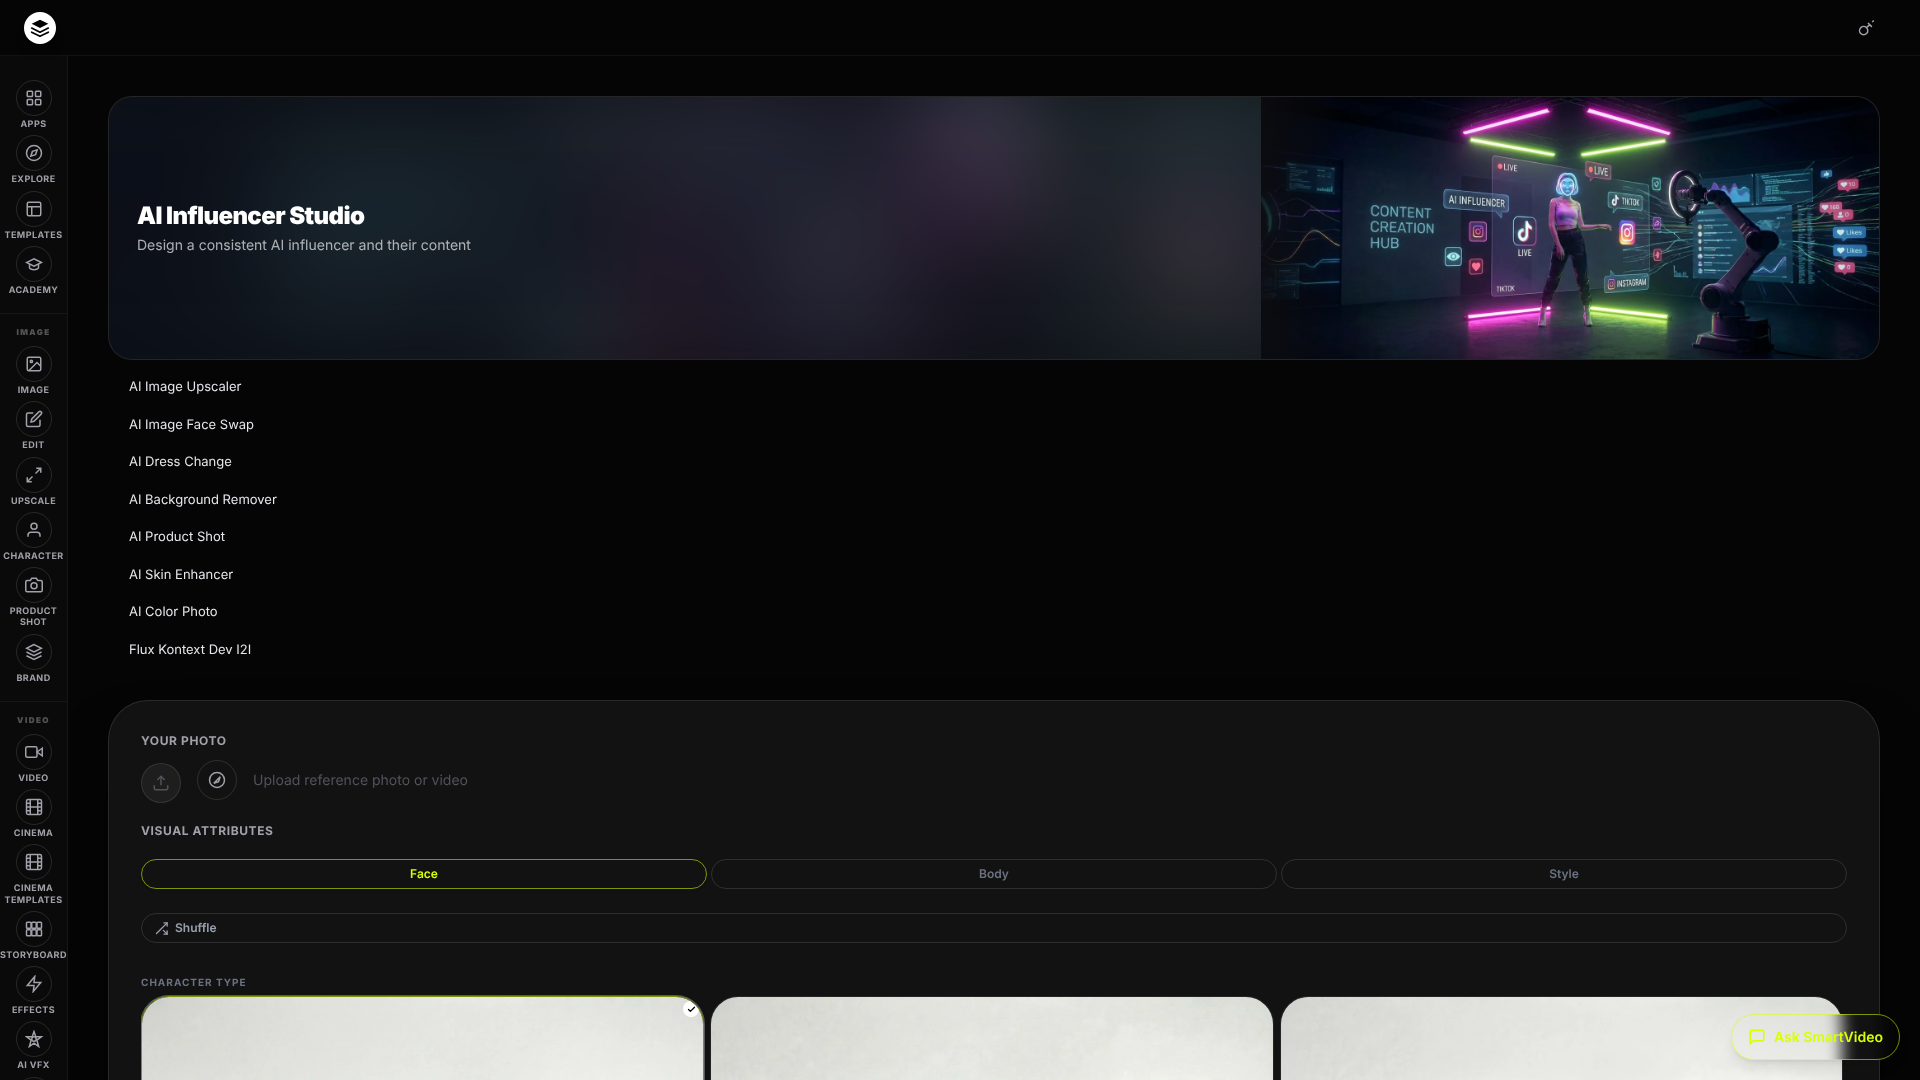 APPS
EXPLORE
TEMPLATES
ACADEMY
IMAGE
IMAGE
EDIT
UPSCALE
CHARACTER
PRODUCT
SHOT
BRAND
VIDEO
VIDEO
CINEMA
CINEMA
TEMPLATES
STORYBOARD
EFFECTS
AI VFX
AI Influencer Studio
Design a consistent AI influencer and their content
CONTENT
CREATION
HUB
AI INFLUENCER
LIVE
LIVE
TIKTOK
LIVE
INSTAGRAM
TIKTOK
Likes
Likes
AI Image Upscaler
AI Image Face Swap
AI Dress Change
AI Background Remover
AI Product Shot
AI Skin Enhancer
AI Color Photo
Flux Kontext Dev I2I
YOUR PHOTO
Upload reference photo or video
VISUAL ATTRIBUTES
Face
Body
Style
Shuffle
CHARACTER TYPE
Ask SmartVideo